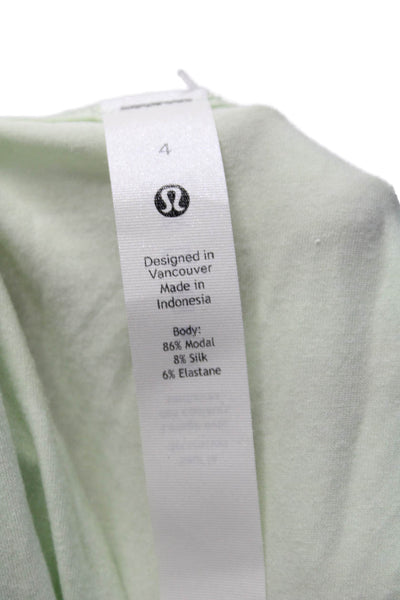 4
Designed in
Vancouver
Made in
Indonesia
Body:
86% Modal
8% Silk
6% Elastane